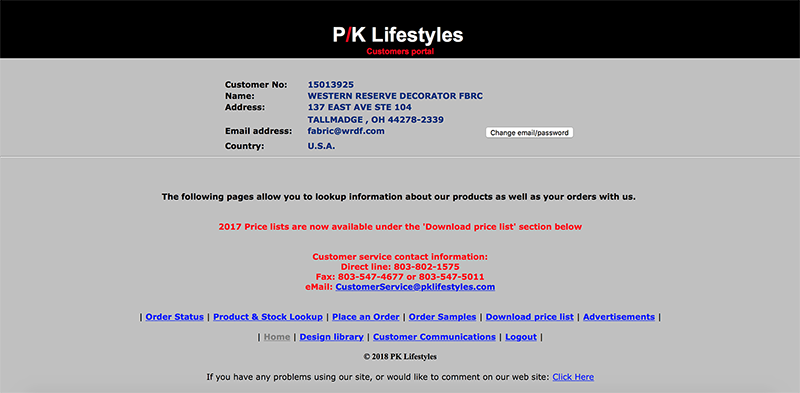 P/K Lifestyles
Customers portal
Customer No: 15013925
Name: WESTERN RESERVE DECORATOR FBRC
Address: 137 EAST AVE STE 104
TALLMADGE , OH 44278-2339
Email address: fabric@wrdf.com Change email/password
Country: U.S.A.
The following pages allow you to lookup information about our products as well as your orders with us.
2017 Price lists are now available under the 'Download price list' section below
Customer service contact information:
Direct line: 803-802-1575
Fax: 803-547-4677 or 803-547-5011
eMail: CustomerService@pklifestyles.com
| Order Status | Product & Stock Lookup | Place an Order | Order Samples | Download price list | Advertisements |
| Home | Design library | Customer Communications | Logout |
© 2018 PK Lifestyles
If you have any problems using our site, or would like to comment on our web site: Click Here